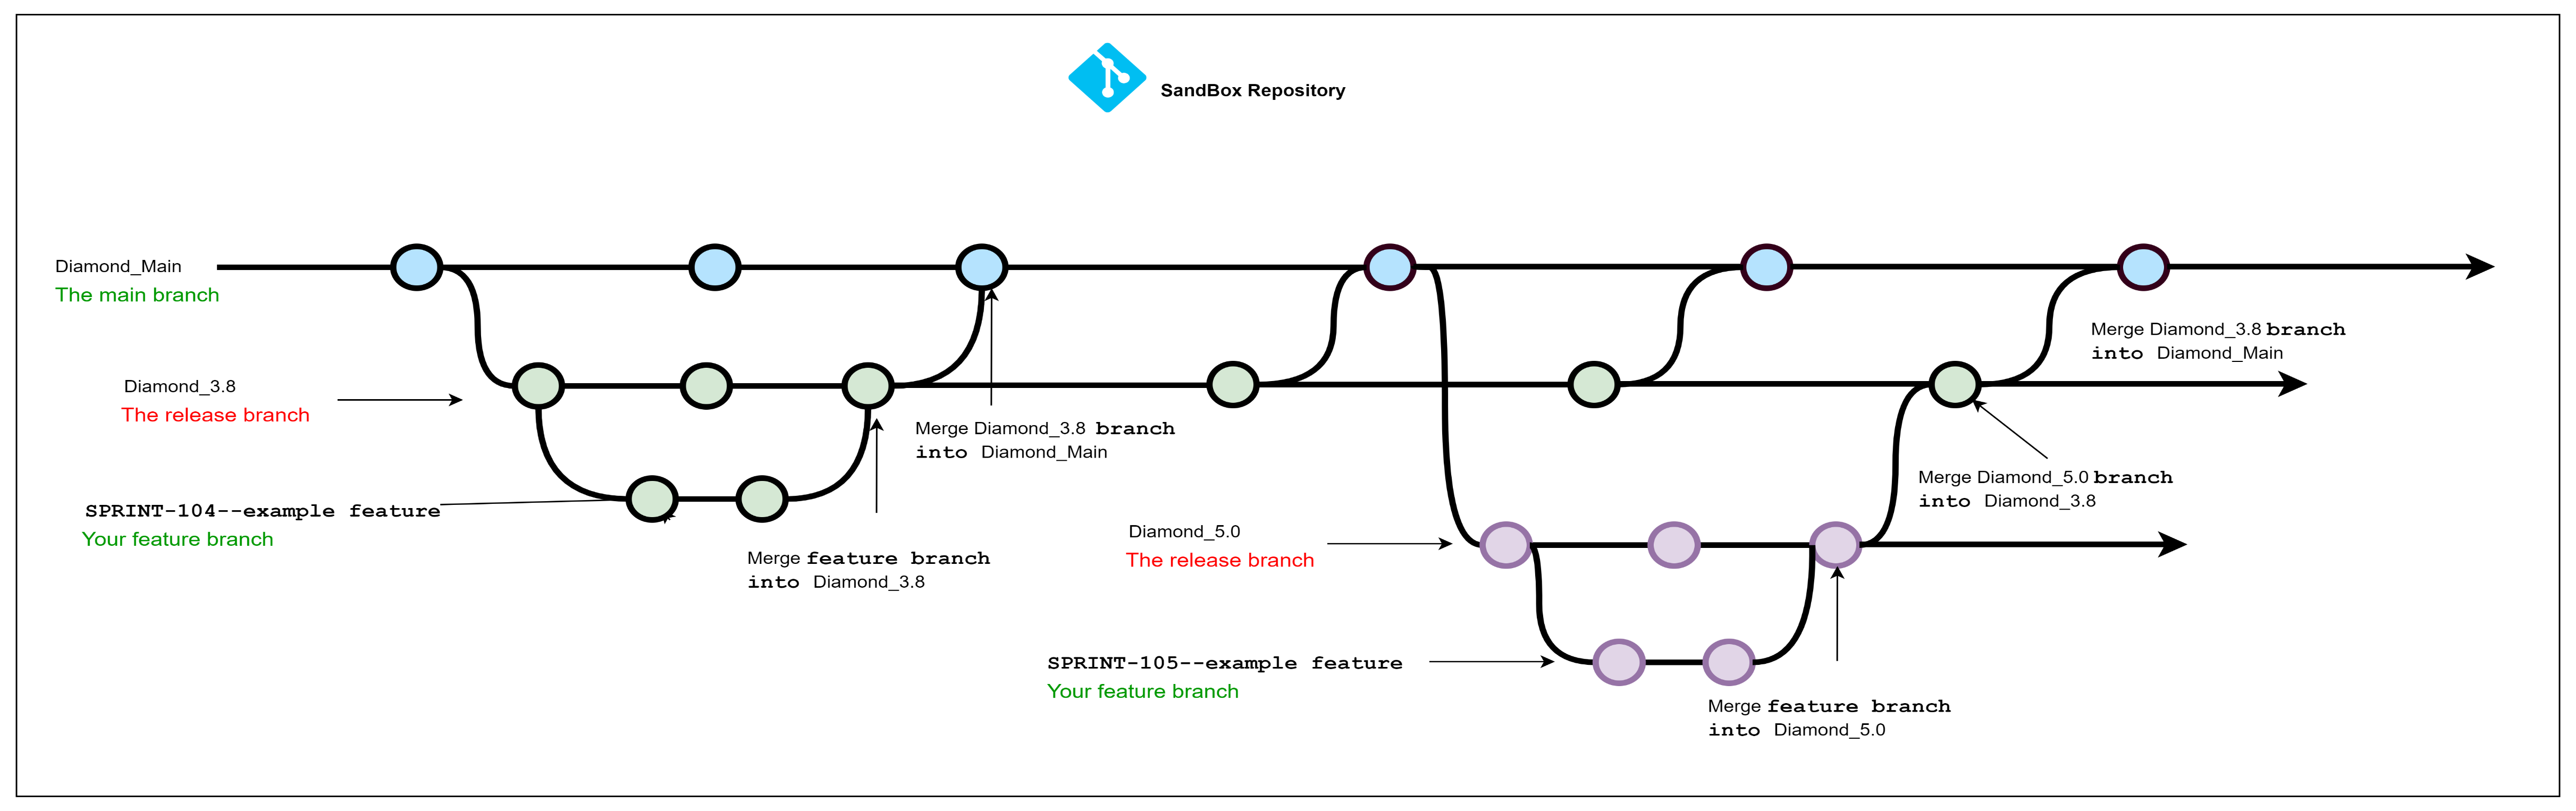 SandBox Repository
Diamond_Main
The main branch
Diamond_3.8
The release branch
SPRINT-104--example feature
Your feature branch
Merge feature branch
into Diamond_3.8
Merge Diamond_3.8 branch
into Diamond_Main
Diamond_5.0
The release branch
SPRINT-105--example feature
Your feature branch
Merge feature branch
into Diamond_5.0
Merge Diamond_5.0 branch
into Diamond_3.8
Merge Diamond_3.8 branch
into Diamond_Main